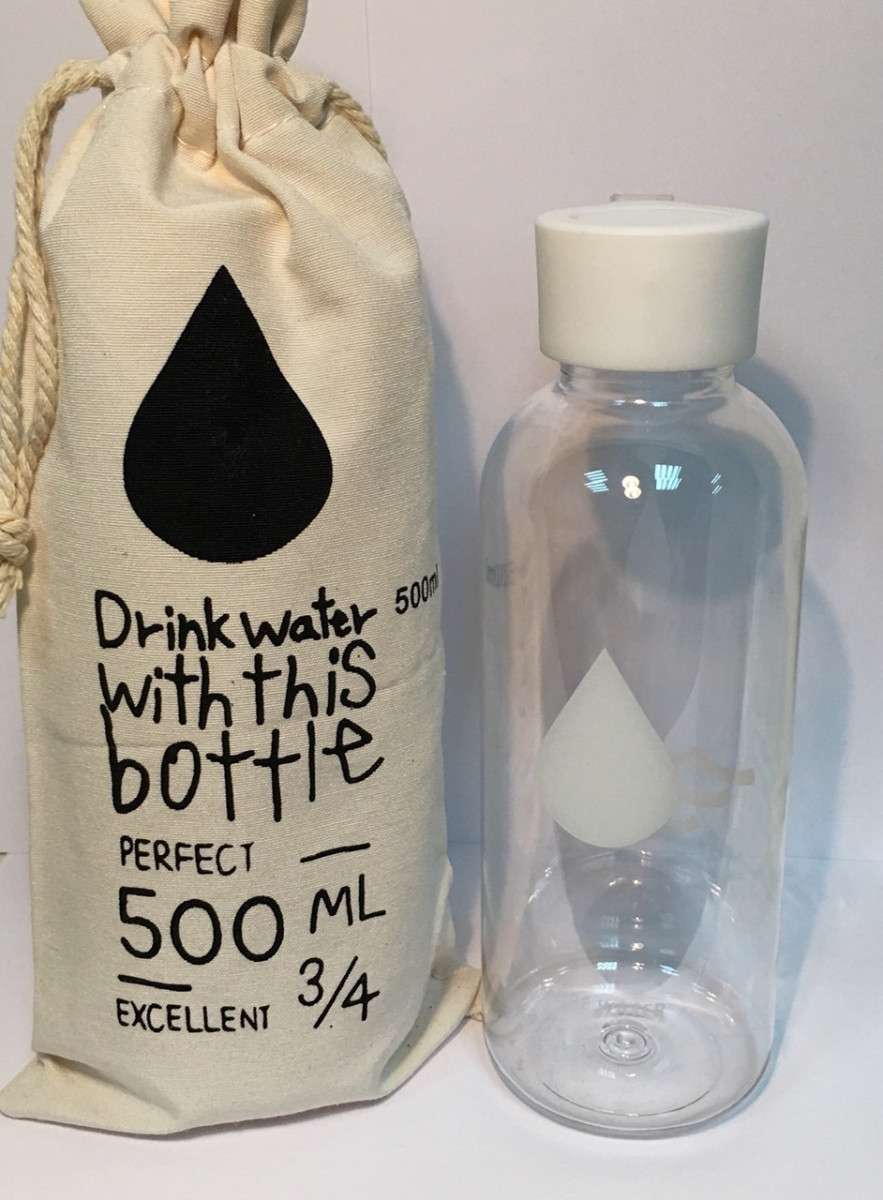 Drink water
500ml
with this
bottle
PERFECT
500 ML
EXCELLENT 3/4